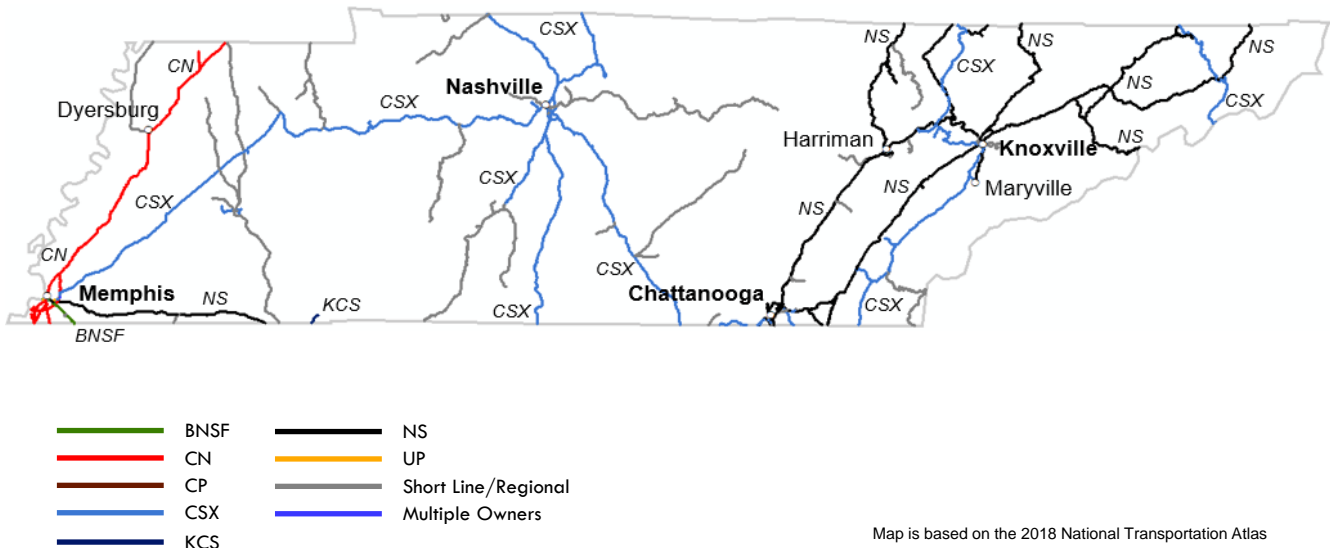 CSX
NS
NS
CN
CSX
NS
Nashville
CSX
NS
Dyersburg
CSX
Harriman
NS
Knoxville
CSX
NS
Maryville
CSX
NS
CN
CSX
Memphis
NS
KCS
Chattanooga
CSX
CSX
BNSF
BNSF
NS
CN
UP
CP
Short Line/Regional
CSX
Multiple Owners
KCS
Map is based on the 2018 National Transportation Atlas